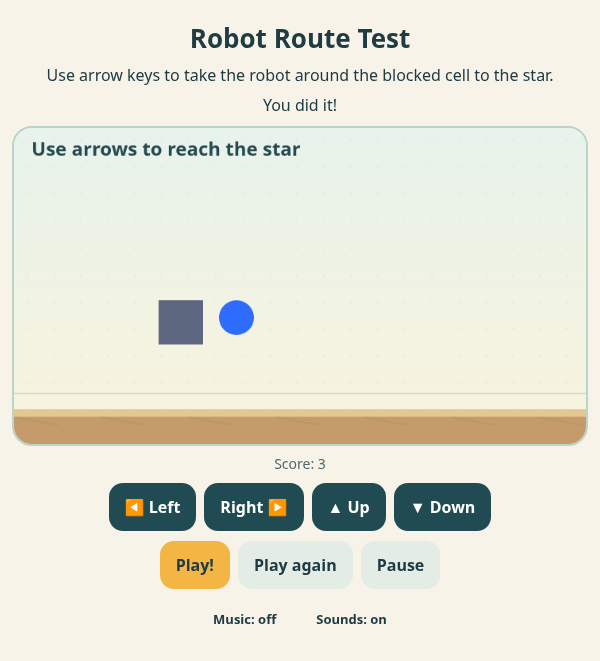 Robot Route Test
Use arrow keys to take the robot around the blocked cell to the star.
You did it!
Use arrows to reach the star
Score: 3
◀ Left Right ▶ ▲ Up ▼ Down
Play! Play again Pause
Music: off Sounds: on